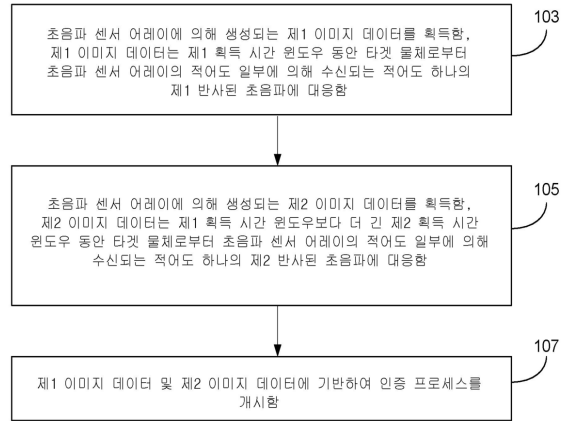 103
초음파 센서 어레이에 의해 생성되는 제1 이미지 데이터를 획득함,
제1 이미지 데이터는 제1 획득 시간 윈도우 동안 타겟 물체로부터
초음파 센서 어레이의 적어도 일부에 의해 수신되는 적어도 하나의
제1 반사된 초음파에 대응함
105
초음파 센서 어레이에 의해 생성되는 제2 이미지 데이터를 획득함,
제2 이미지 데이터는 제1 획득 시간 윈도우보다 더 긴 제2 획득 시간
윈도우 동안 타겟 물체로부터 초음파 센서 어레이의 적어도 일부에 의해
수신되는 적어도 하나의 제2 반사된 초음파에 대응함
107
제1 이미지 데이터 및 제2 이미지 데이터에 기반하여 인증 프로세스를
개시함